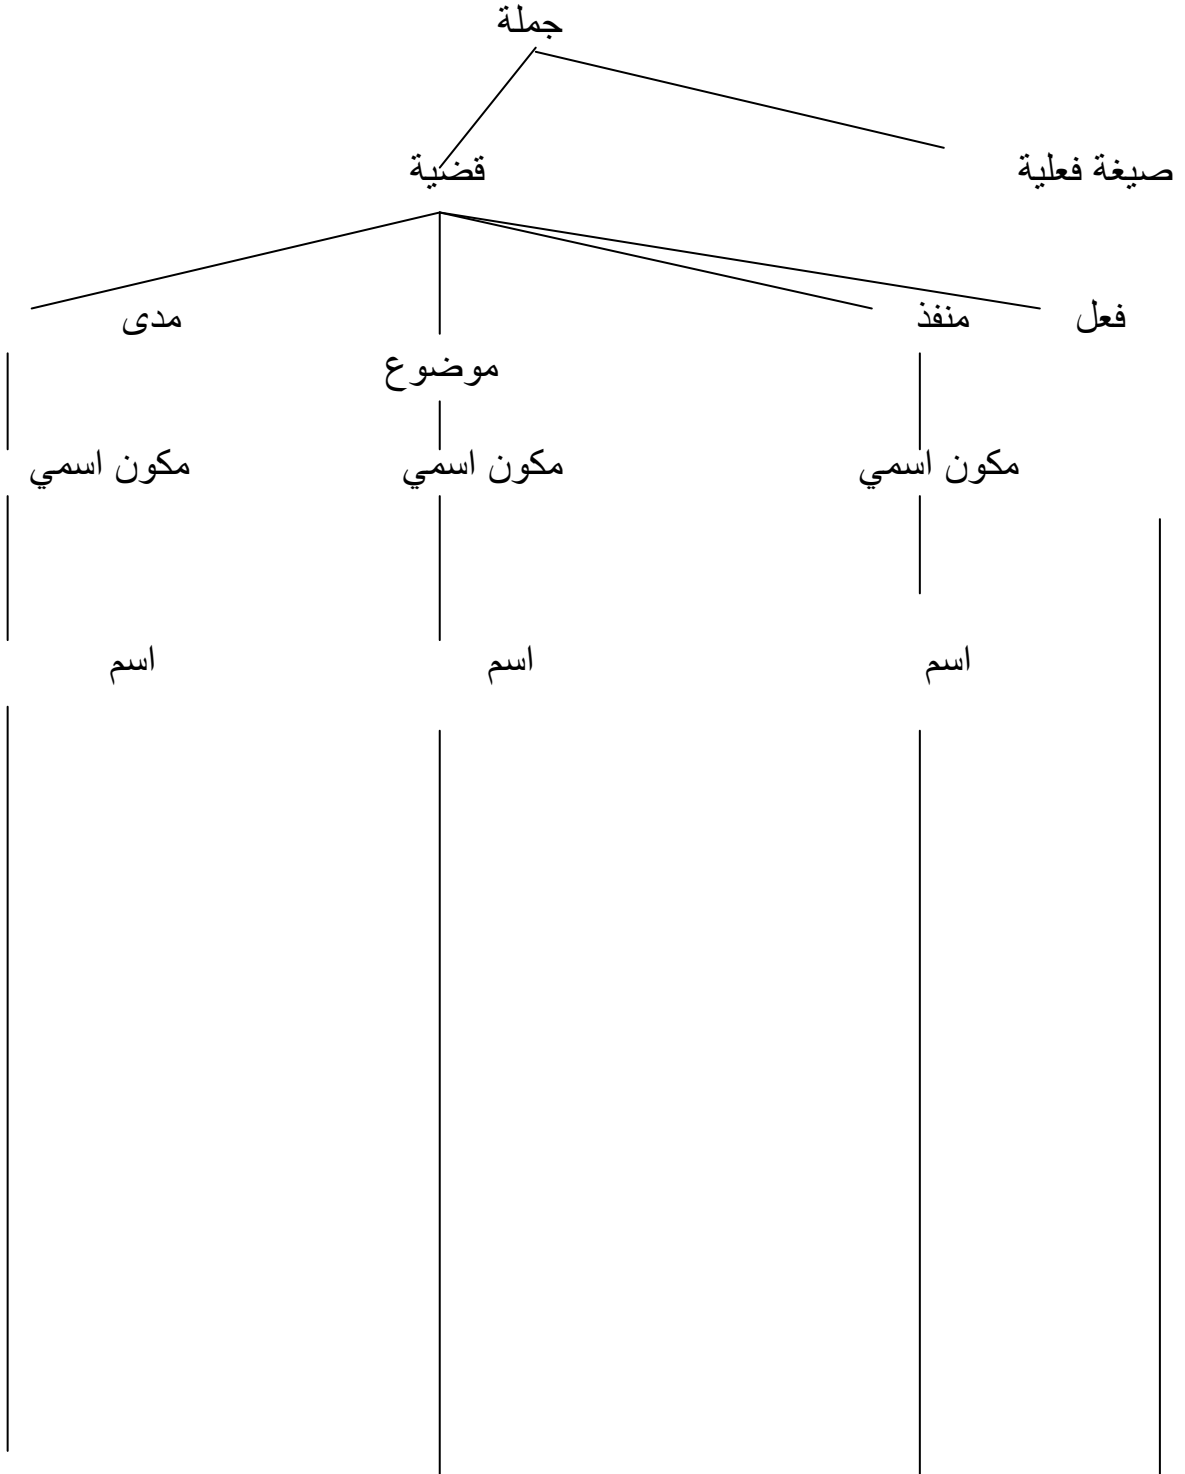 جملة
صيغة فعلية قضية
فعل منفذ مدى
موضوع
مكون اسمي مكون اسمي مكون اسمي
اسم اسم اسم